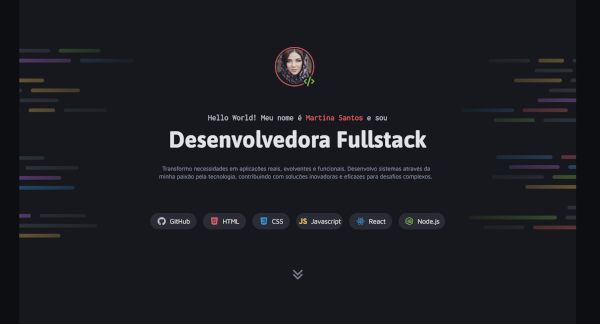 Hello World! Meu nome é Martina Santos e sou
Desenvolvedora Fullstack
Transformo necessidades em aplicações reais, evolventes e funcionais. Desenvolvo sistemas através da
minha paixão pela tecnologia, contribuindo com soluções inovadoras e eficazes para desafios complexos.
GitHub HTML CSS JS Javascript React Node.js